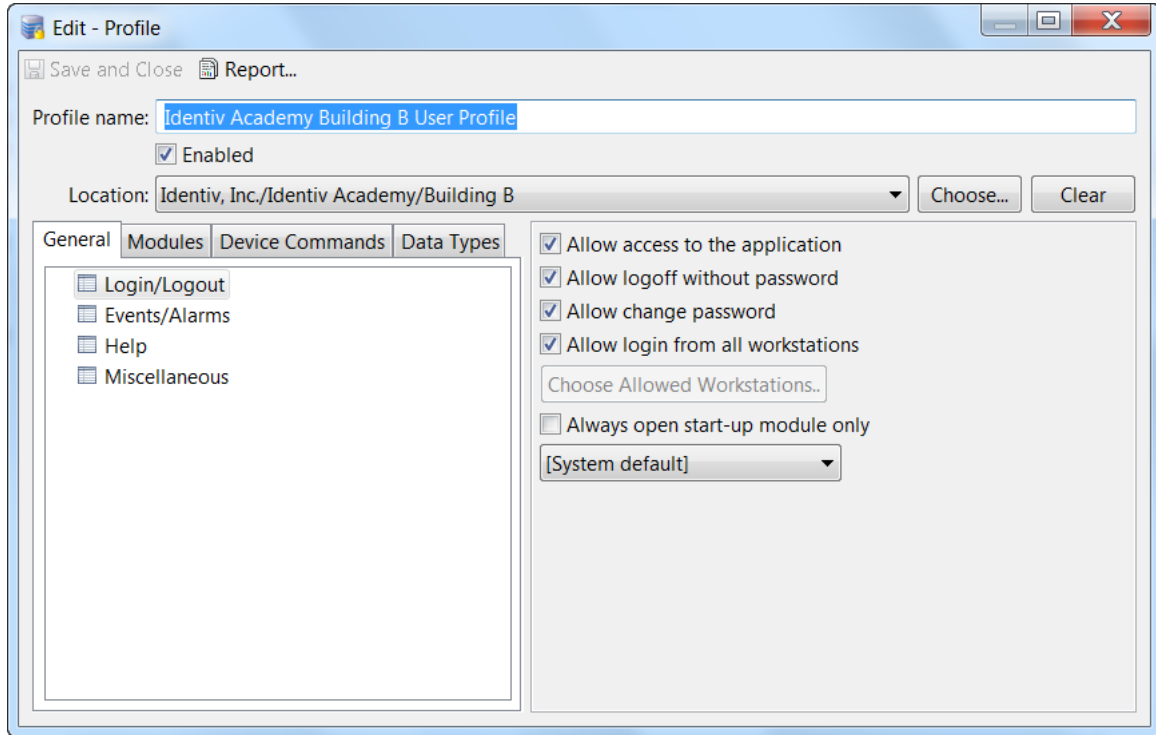 Edit - Profile
Save and Close Report...
Profile name: Identiv Academy Building B User Profile
Enabled
Location: Identiv, Inc./Identiv Academy/Building B Choose... Clear
General Modules Device Commands Data Types
Login/Logout
Events/Alarms
Help
Miscellaneous
Allow access to the application
Allow logoff without password
Allow change password
Allow login from all workstations
Choose Allowed Workstations..
Always open start-up module only
[System default]